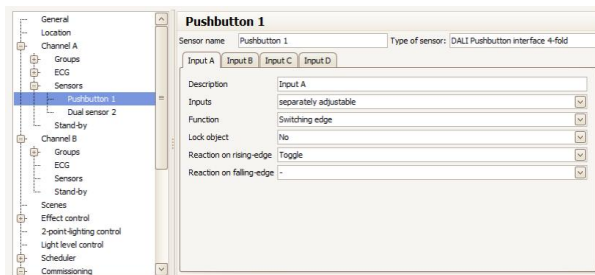 General
Location
Channel A
Groups
ECG
Sensors
Pushbutton 1
Dual sensor 2
Stand-by
Channel B
Groups
ECG
Sensors
Stand-by
Scenes
Effect control
2-point-lighting control
Light level control
Scheduler
Commissioning
Pushbutton 1
Sensor name Pushbutton 1 Type of sensor: DALI Pushbutton interface 4-fold
Input A Input B Input C Input D
Description Input A
Inputs separately adjustable
Function Switching edge
Lock object No
Reaction on rising-edge Toggle
Reaction on falling-edge -